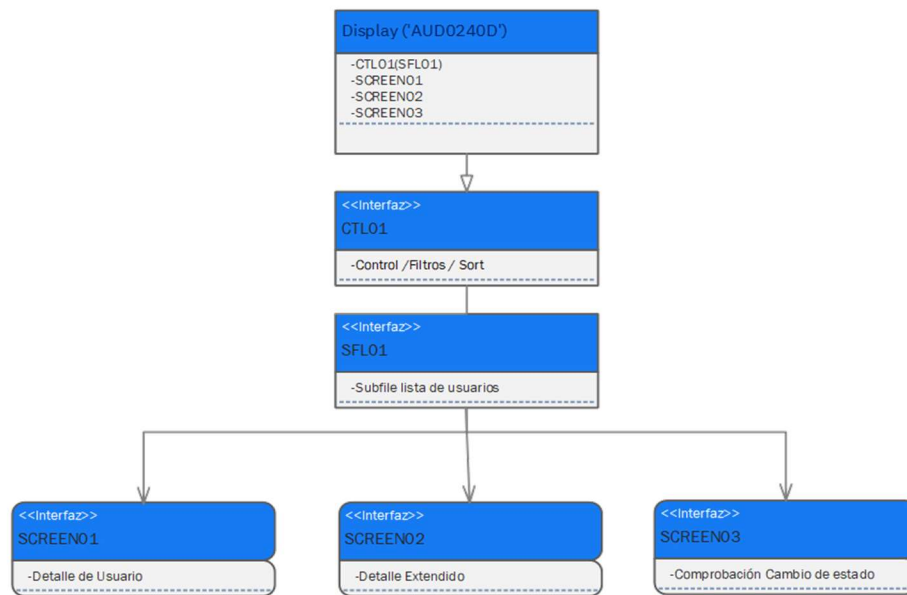 Display ('AUD0240D')
-CTL01(SFL01)
-SCREEN01
-SCREEN02
-SCREEN03
<<Interfaz>>
CTL01
-Control /Filtros / Sort
<<Interfaz>>
SFL01
-Subfile lista de usuarios
<<Interfaz>>
SCREEN01
-Detalle de Usuario
<<Interfaz>>
SCREEN02
-Detalle Extendido
<<Interfaz>>
SCREEN03
-Comprobación Cambio de estado